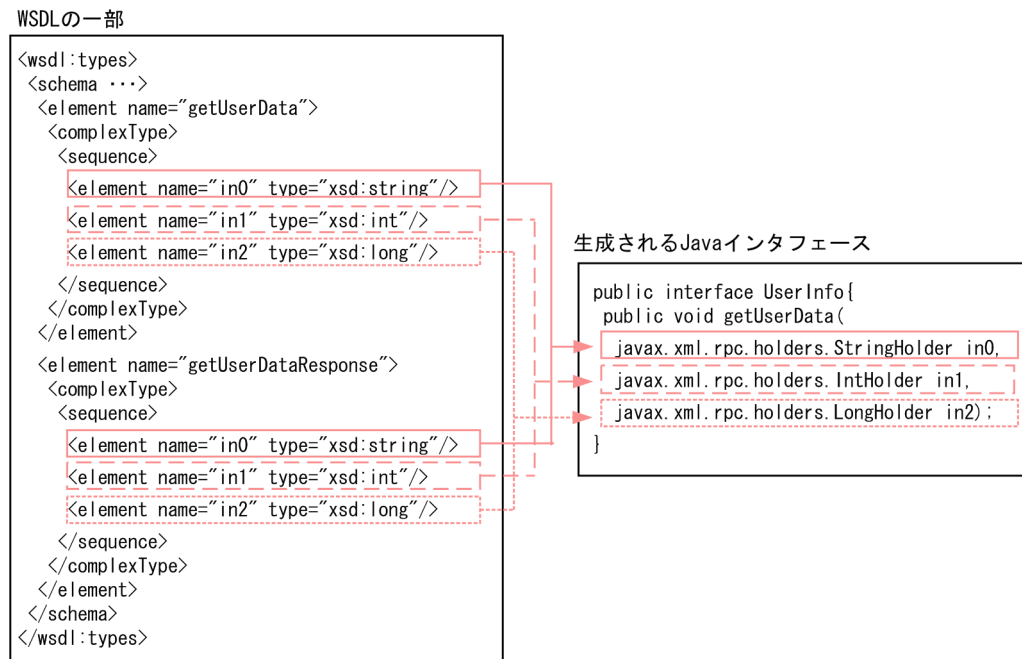 WSDLの一部
<wsdl:types>
<schema ･･･>
<element name="getUserData">
<complexType>
<sequence>
<element name="in0" type="xsd:string"/>
<element name="in1" type="xsd:int"/>
<element name="in2" type="xsd:long"/>
</sequence>
</complexType>
</element>
<element name="getUserDataResponse">
<complexType>
<sequence>
<element name="in0" type="xsd:string"/>
<element name="in1" type="xsd:int"/>
<element name="in2" type="xsd:long"/>
</sequence>
</complexType>
</element>
</schema>
</wsdl:types>
生成されるJavaインタフェース
public interface UserInfo{
public void getUserData(
javax.xml.rpc.holders.StringHolder in0,
javax.xml.rpc.holders.IntHolder in1,
javax.xml.rpc.holders.LongHolder in2);
}